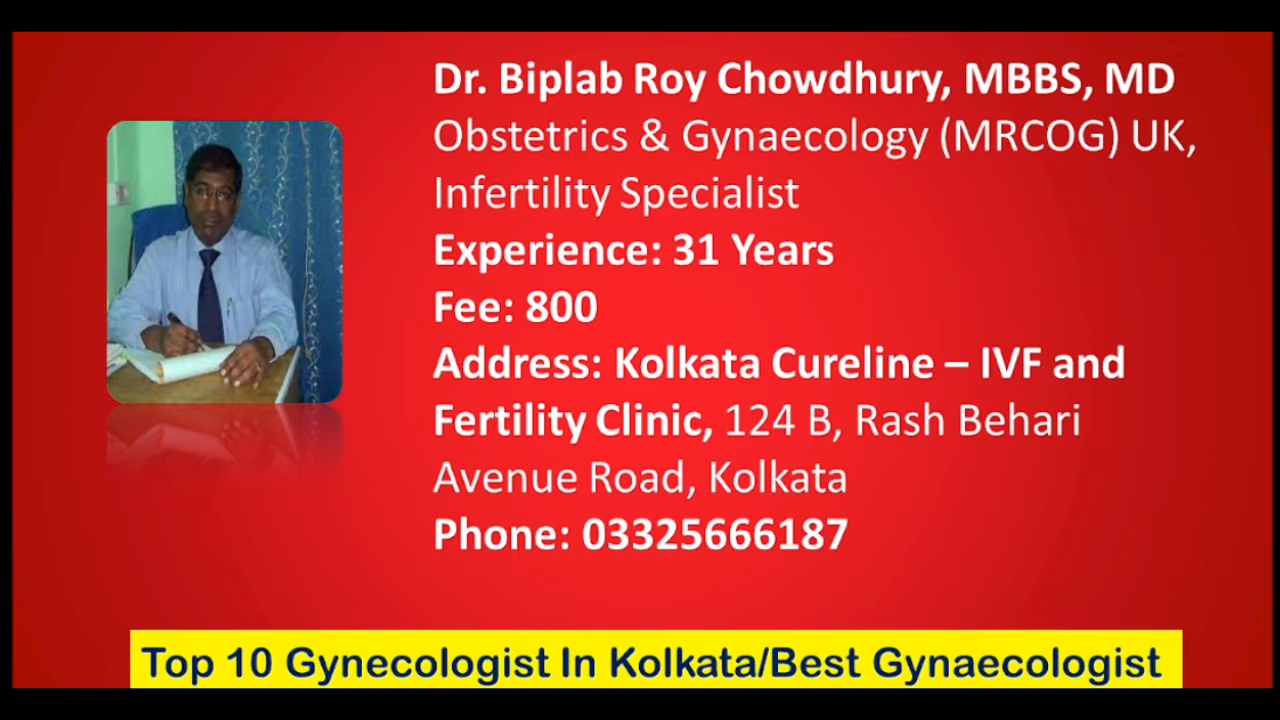 Dr. Biplab Roy Chowdhury, MBBS, MD
Obstetrics & Gynaecology (MRCOG) UK,
Infertility Specialist
Experience: 31 Years
Fee: 800
Address: Kolkata Cureline – IVF and
Fertility Clinic, 124 B, Rash Behari
Avenue Road, Kolkata
Phone: 03325666187
Top 10 Gynecologist In Kolkata/Best Gynaecologist